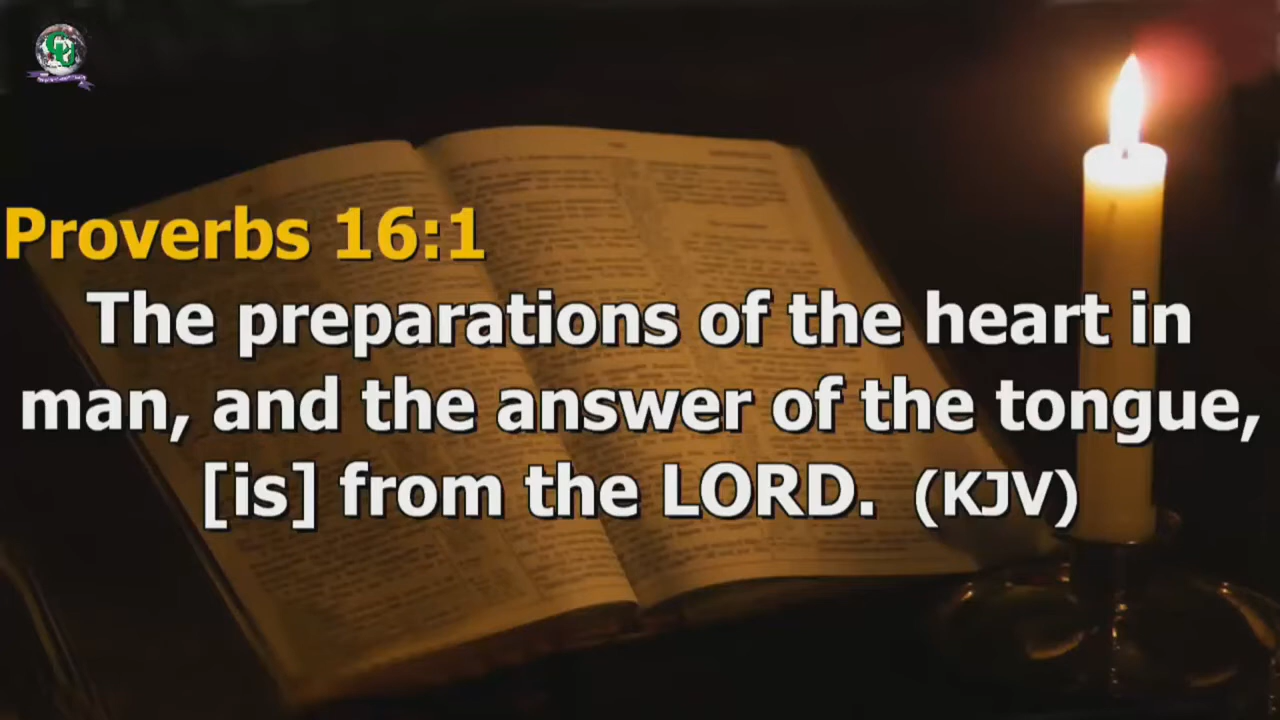 Proverbs 16:1
The preparations of the heart in
man, and the answer of the tongue,
[is] from the LORD. (KJV)